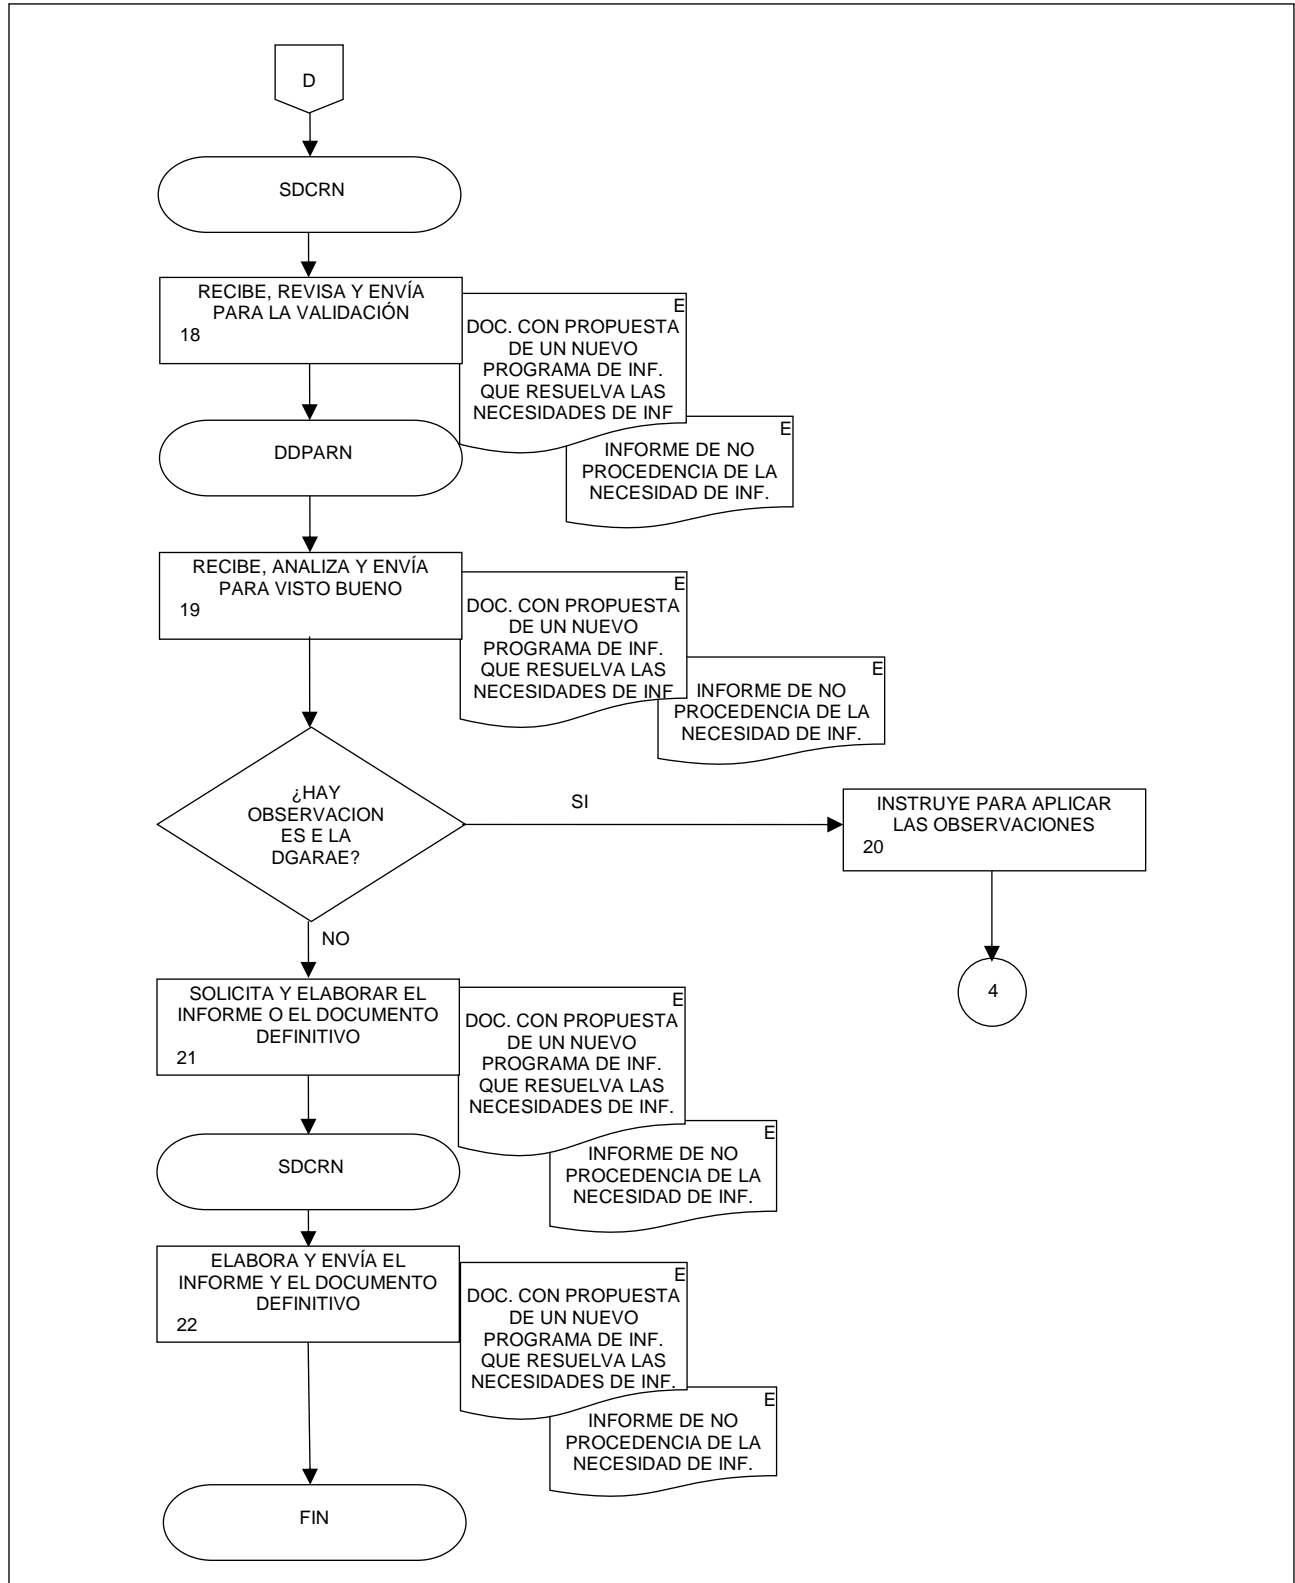 D
SDCRN
RECIBE, REVISA Y ENVÍA
PARA LA VALIDACIÓN
18
E
DOC. CON PROPUESTA
DE UN NUEVO
PROGRAMA DE INF.
QUE RESUELVA LAS
NECESIDADES DE INF
E
INFORME DE NO
PROCEDENCIA DE LA
NECESIDAD DE INF.
DDPARN
RECIBE, ANALIZA Y ENVÍA
PARA VISTO BUENO
19
E
DOC. CON PROPUESTA
DE UN NUEVO
PROGRAMA DE INF.
QUE RESUELVA LAS
NECESIDADES DE INF
E
INFORME DE NO
PROCEDENCIA DE LA
NECESIDAD DE INF.
¿HAY
OBSERVACION
ES E LA
DGARAE?
SI
INSTRUYE PARA APLICAR
LAS OBSERVACIONES
20
4
NO
SOLICITA Y ELABORAR EL
INFORME O EL DOCUMENTO
DEFINITIVO
21
E
DOC. CON PROPUESTA
DE UN NUEVO
PROGRAMA DE INF.
QUE RESUELVA LAS
NECESIDADES DE INF.
E
INFORME DE NO
PROCEDENCIA DE LA
NECESIDAD DE INF.
SDCRN
ELABORA Y ENVÍA EL
INFORME Y EL DOCUMENTO
DEFINITIVO
22
E
DOC. CON PROPUESTA
DE UN NUEVO
PROGRAMA DE INF.
QUE RESUELVA LAS
NECESIDADES DE INF.
E
INFORME DE NO
PROCEDENCIA DE LA
NECESIDAD DE INF.
FIN